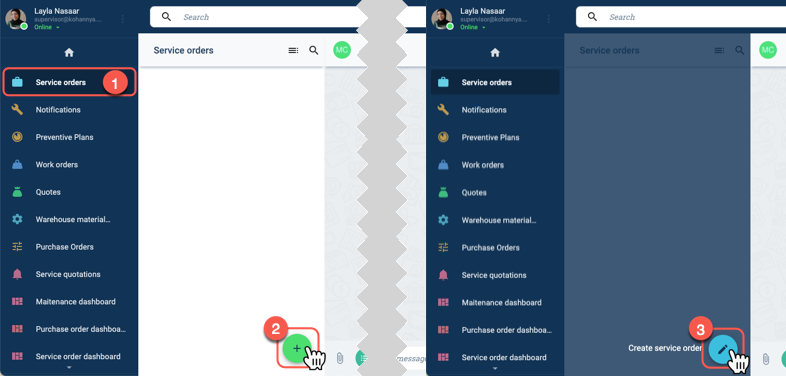 Layla Nasaar
supervisor@kohannya....
Online
Search
Service orders
MC
Service orders
1
Notifications
Preventive Plans
Work orders
Quotes
Warehouse material...
Purchase Orders
Service quotations
Maitenance dashboard
Purchase order dashboa...
Service order dashboard
2
message
Layla Nasaar
supervisor@kohannya....
Online
Search
Service orders
MC
Service orders
Notifications
Preventive Plans
Work orders
Quotes
Warehouse material...
Purchase Orders
Service quotations
Maitenance dashboard
Purchase order dashboa...
Service order dashboard
3
Create service order